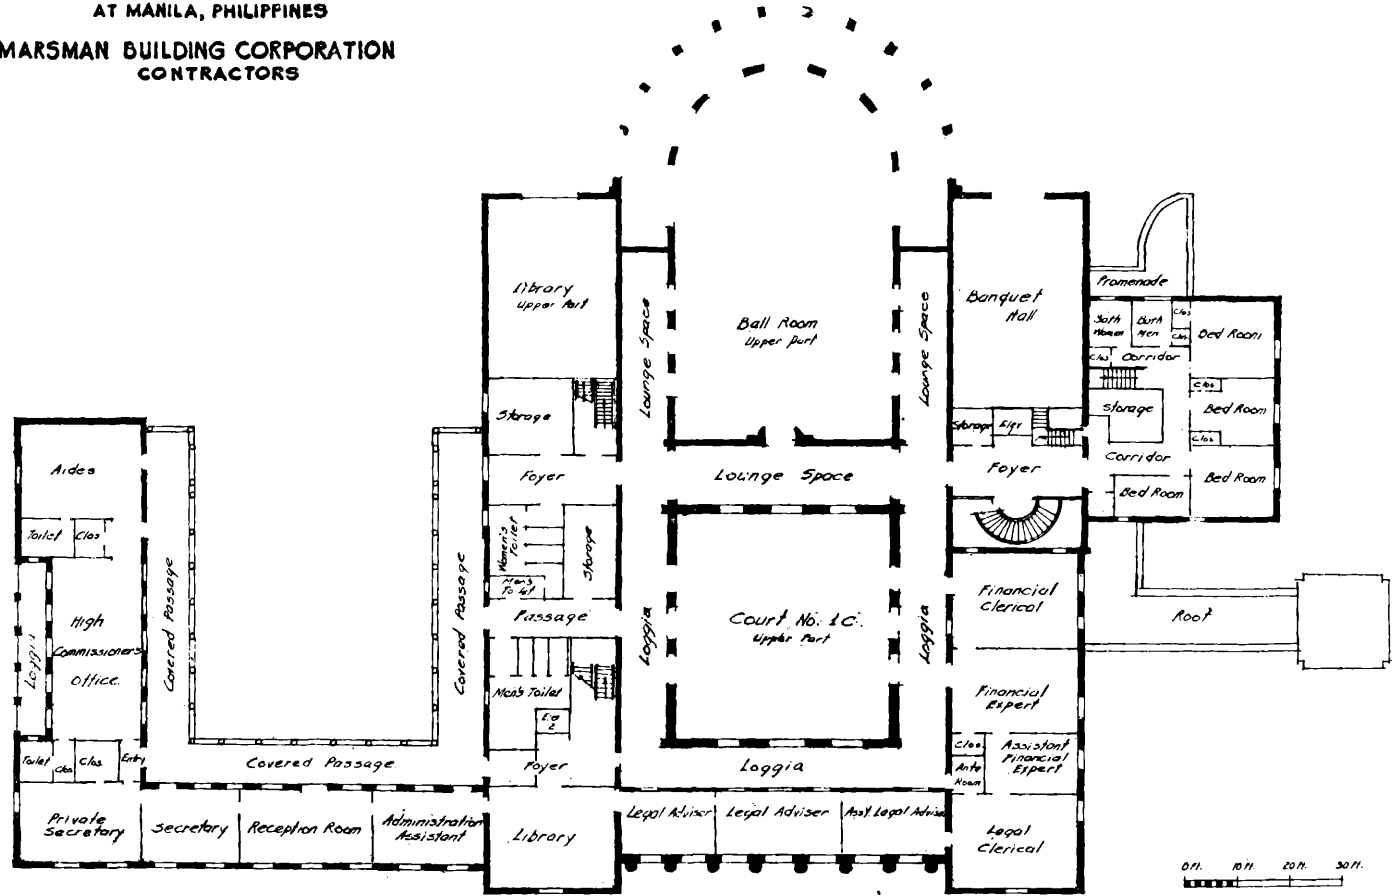 AT MANILA, PHILIPPINES
MARSMAN BUILDING CORPORATION
CONTRACTORS
Library
Upper Part
Lounge Space
Ball Room
Upper Part
Lounge Space
Banquet
Hall
Promenade
Bath
Women
Bath
Men
Clos
Clos
Bed Room
Clos
Corridor
Storage
Clos
Bed Room
Clos
Corridor
Bed Room
Bed Room
Storage
Storage
Elev
Foyer
Lounge Space
Foyer
Aides
Toilet
Clos
Covered Passage
Covered Passage
Women's
Toilet
Men's
Toilet
Storage
Passage
Loggia
Court No. 1
Upper Part
Loggia
Financial
Clerical
Roof
Loggia
High
Commissioners
Office
Men's Toilet
Financial
Expert
Toilet
Clos
Clos
Entry
Covered Passage
Foyer
Loggia
Clos
Ante
Room
Assistant
Financial
Expert
Private
Secretary
Secretary
Reception Room
Administration
Assistant
Library
Legal Adviser
Legal Adviser
Asst. Legal Adviser
Legal
Clerical
0 Ft. 10 Ft. 20 Ft. 30 Ft.